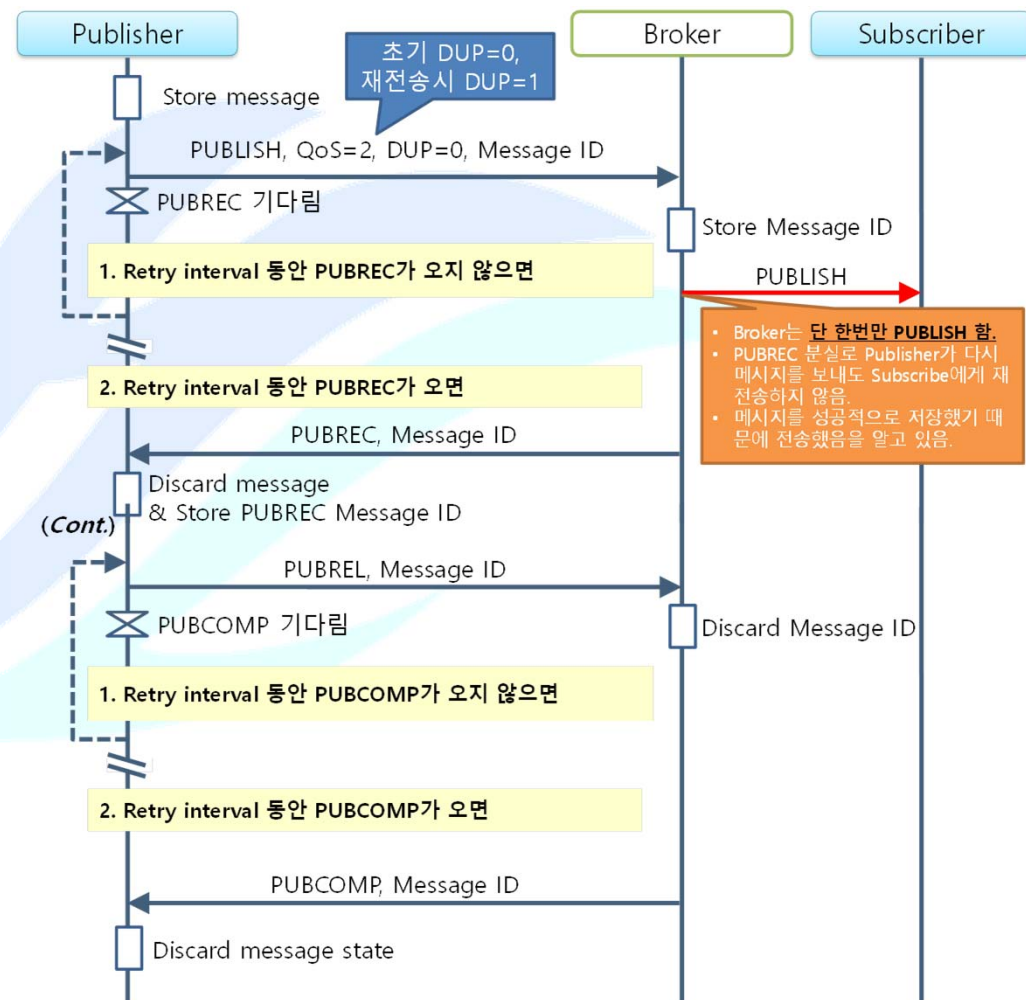 Publisher
Broker
Subscriber
초기 DUP=0,
재전송시 DUP=1
Store message
PUBLISH, QoS=2, DUP=0, Message ID
PUBREC 기다림
Store Message ID
1. Retry interval 동안 PUBREC가 오지 않으면
PUBLISH
• Broker는 단 한번만 PUBLISH 함.
• PUBREC 분실로 Publisher가 다시
메시지를 보내도 Subscribe에게 재
전송하지 않음.
• 메시지를 성공적으로 저장했기 때
문에 전송했음을 알고 있음.
2. Retry interval 동안 PUBREC가 오면
PUBREC, Message ID
Discard message
& Store PUBREC Message ID
(Cont.)
PUBREL, Message ID
PUBCOMP 기다림
Discard Message ID
1. Retry interval 동안 PUBCOMP가 오지 않으면
2. Retry interval 동안 PUBCOMP가 오면
PUBCOMP, Message ID
Discard message state